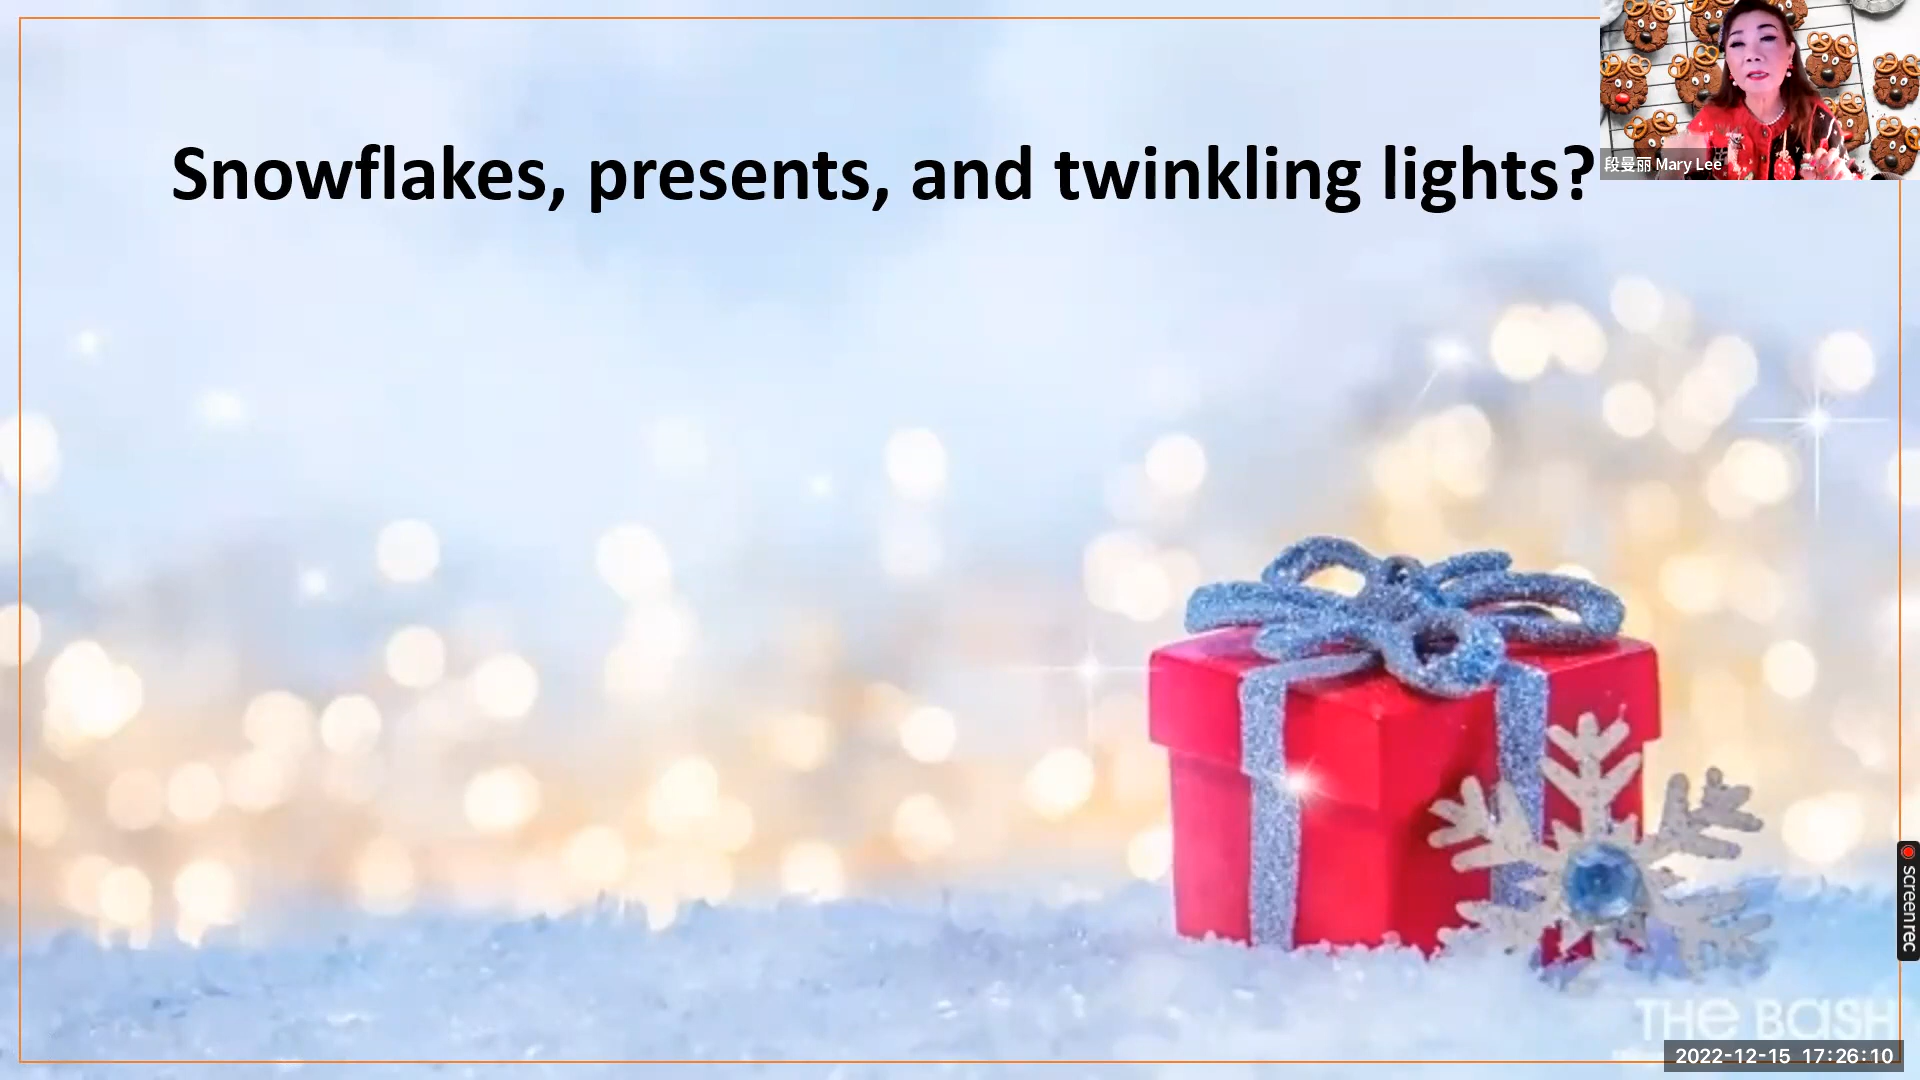 Snowflakes, presents, and twinkling lights?
段曼丽 Mary Lee
screenrec
THE BASH
2022-12-15 17:26:10